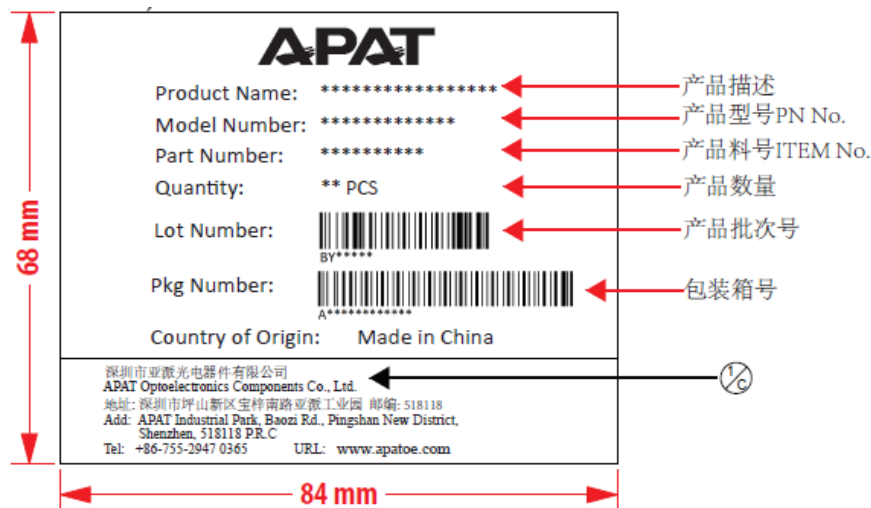 APAT
Product Name: ***************** 产品描述
Model Number: ************* 产品型号PN No.
Part Number: ********** 产品料号ITEM No.
Quantity: ** PCS 产品数量
Lot Number: 产品批次号
BY*****
Pkg Number: 包装箱号
A************
Country of Origin: Made in China
深圳市亚派光电器件有限公司
APAT Optoelectronics Components Co., Ltd.
1/C
地址: 深圳市坪山新区宝梓南路亚派工业园 邮编: 518118
Add: APAT Industrial Park, Baozi Rd., Pingshan New District,
Shenzhen, 518118 P.R.C
Tel: +86-755-2947 0365 URL: www.apatoe.com
68 mm
84 mm